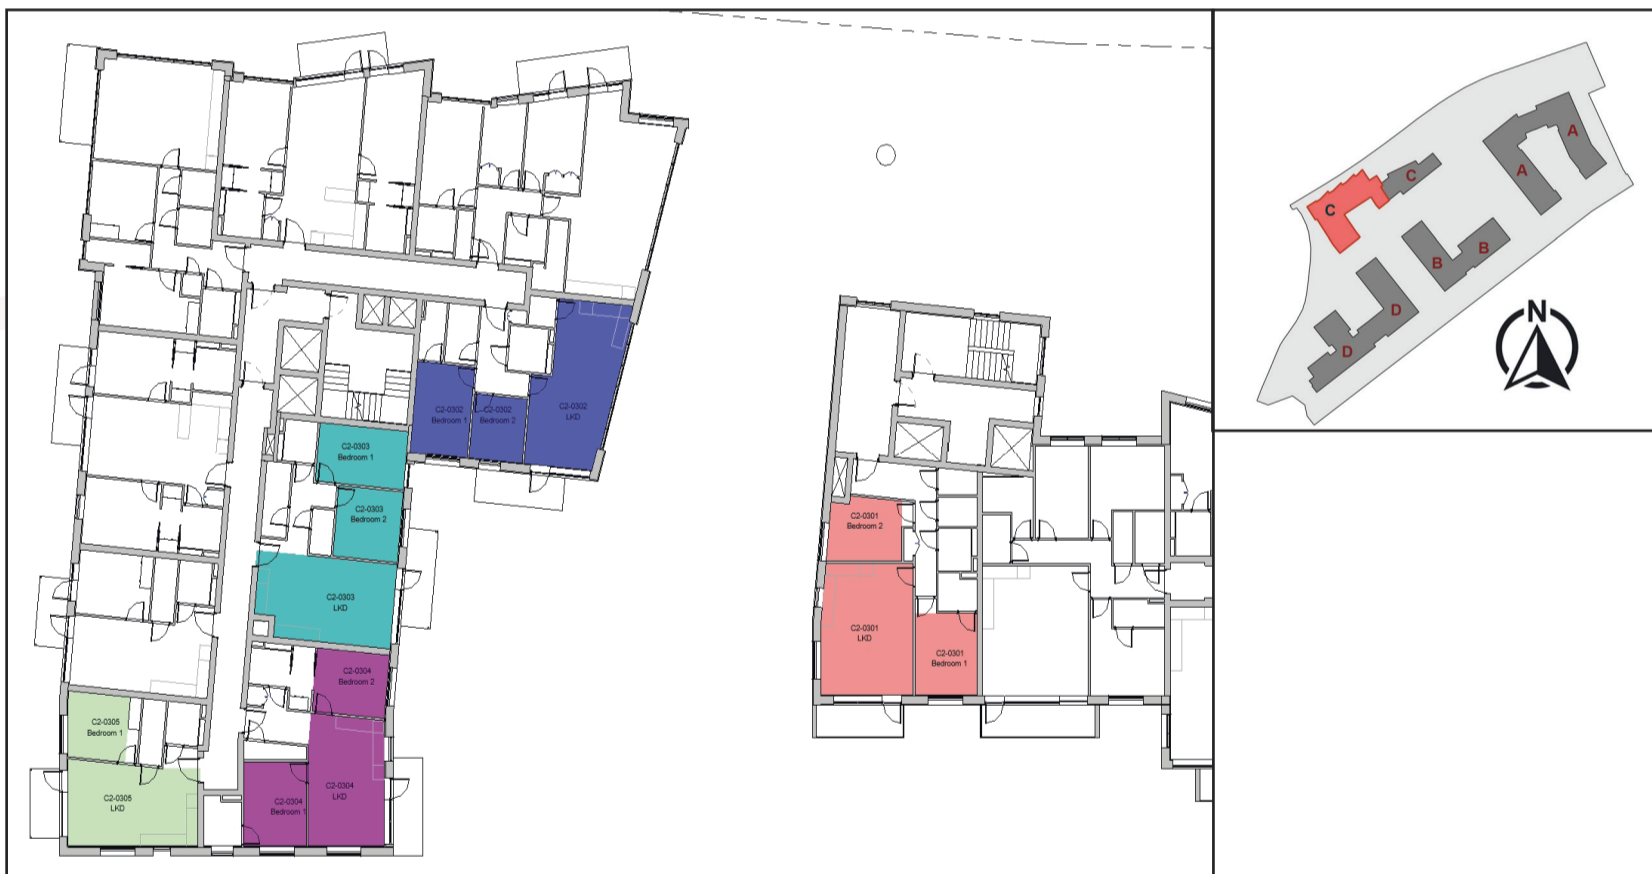 C2-0302
Bedroom 1
C2-0302
Bedroom 2
C2-0302
LKD
C2-0303
Bedroom 1
C2-0303
Bedroom 2
C2-0303
LKD
C2-0304
Bedroom 2
C2-0304
LKD
C2-0304
Bedroom 1
C2-0305
Bedroom 1
C2-0305
LKD
C2-0301
Bedroom 2
C2-0301
LKD
C2-0301
Bedroom 1
A
A
C
C
B
B
D
D
N